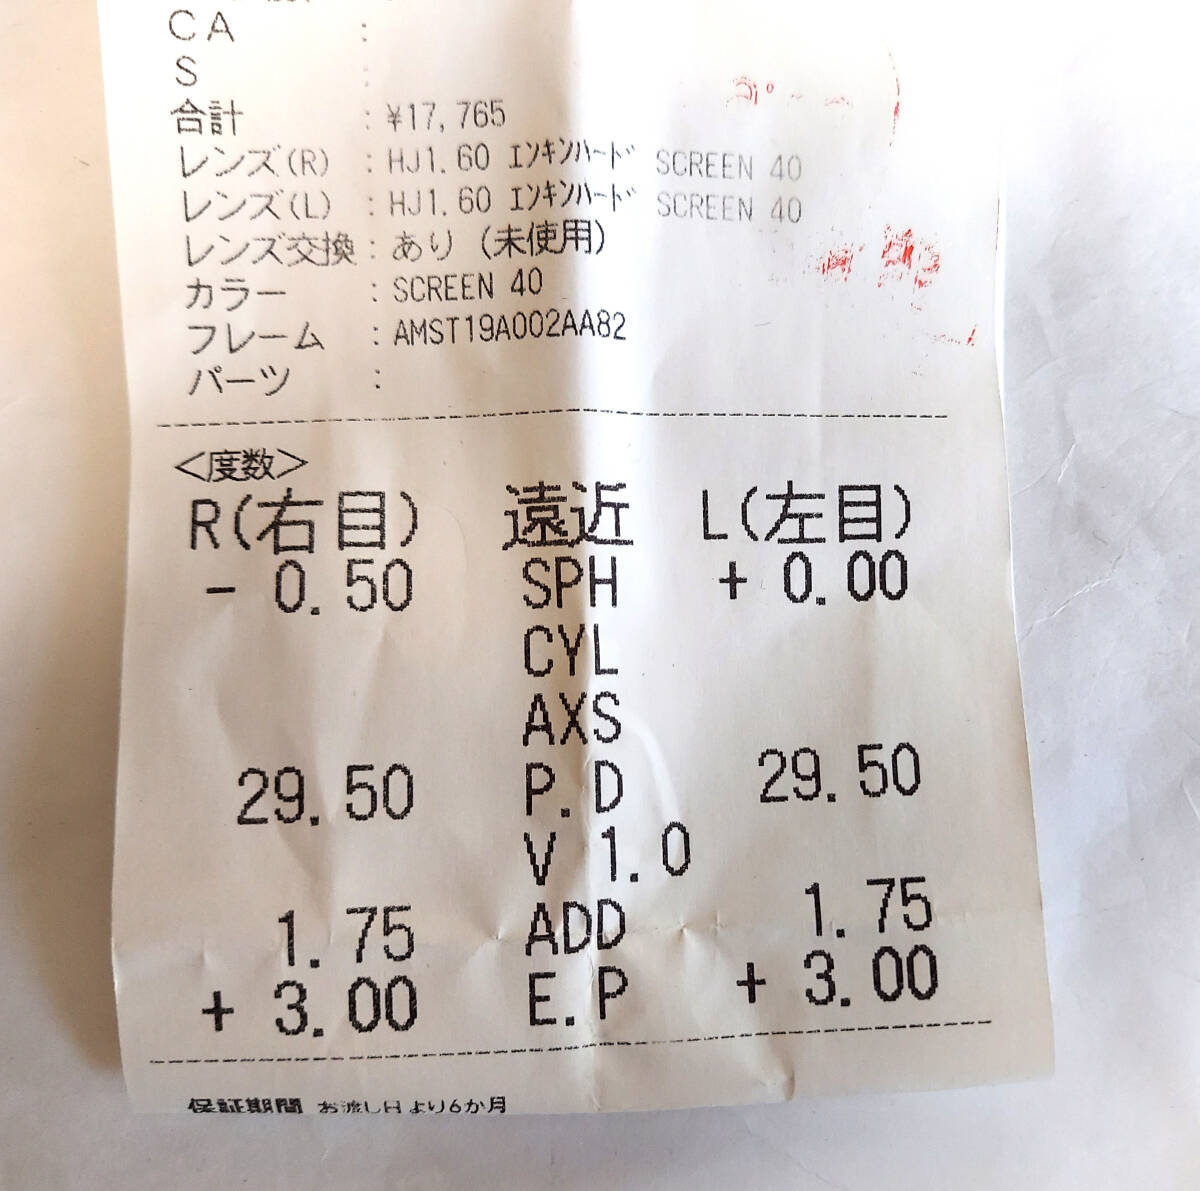 CA :
S :
合計 : ¥17,765
レンズ(R) : HJ1.60 エンキンハード SCREEN 40
レンズ(L) : HJ1.60 エンキンハード SCREEN 40
レンズ交換 : あり (未使用)
カラー : SCREEN 40
フレーム : AMST19A002AA82
パーツ :
<度数>
R(右目) 遠近 L(左目)
- 0.50 SPH + 0.00
CYL
AXS
29.50 P.D 29.50
V 1.0
1.75 ADD 1.75
+ 3.00 E.P + 3.00
保証期間 お渡し日より6か月